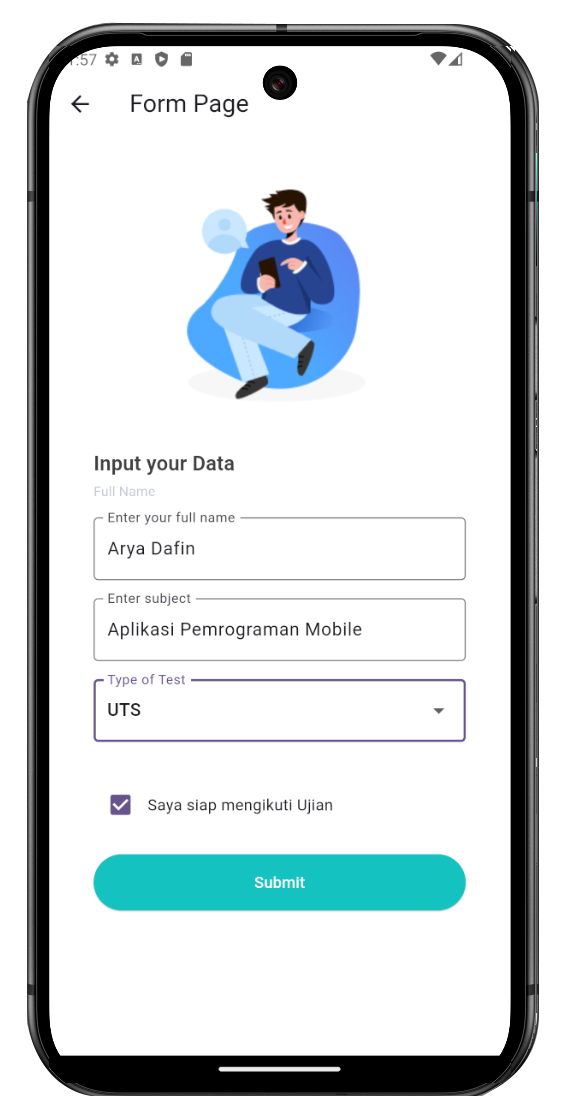 :57
Form Page
Input your Data
Full Name
Enter your full name
Arya Dafin
Enter subject
Aplikasi Pemrograman Mobile
Type of Test
UTS
Saya siap mengikuti Ujian
Submit